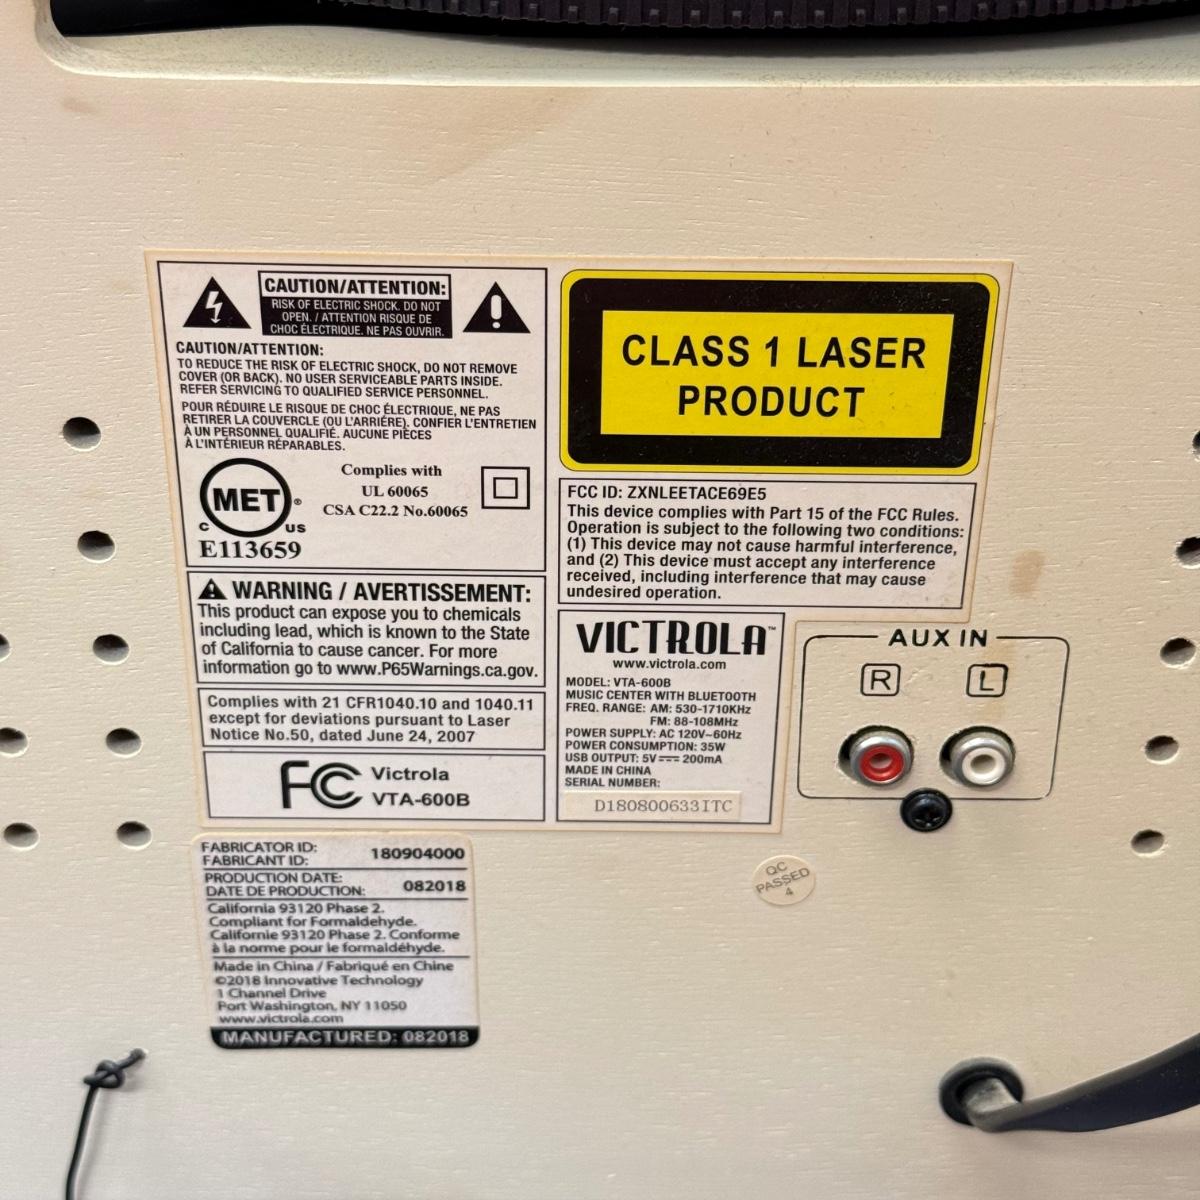 CAUTION/ATTENTION:
RISK OF ELECTRIC SHOCK. DO NOT
OPEN. / ATTENTION RISQUE DE
CHOC ÉLECTRIQUE. NE PAS OUVRIR.
CAUTION/ATTENTION:
TO REDUCE THE RISK OF ELECTRIC SHOCK, DO NOT REMOVE
COVER (OR BACK). NO USER SERVICEABLE PARTS INSIDE.
REFER SERVICING TO QUALIFIED SERVICE PERSONNEL.
POUR RÉDUIRE LE RISQUE DE CHOC ÉLECTRIQUE, NE PAS
RETIRER LA COUVERCLE (OU L'ARRIÉRE). CONFIER L'ENTRETIEN
À UN PERSONNEL QUALIFIÉ. AUCUNE PIÈCES
À L'INTÉRIEUR RÉPARABLES.
MET ®
C US
E113659
Complies with
UL 60065
CSA C22.2 No.60065
WARNING / AVERTISSEMENT:
This product can expose you to chemicals
including lead, which is known to the State
of California to cause cancer. For more
information go to www.P65Warnings.ca.gov.
Complies with 21 CFR1040.10 and 1040.11
except for deviations pursuant to Laser
Notice No.50, dated June 24, 2007
FC Victrola
VTA-600B
CLASS 1 LASER
PRODUCT
FCC ID: ZXNLEETACE69E5
This device complies with Part 15 of the FCC Rules.
Operation is subject to the following two conditions:
(1) This device may not cause harmful interference,
and (2) This device must accept any interference
received, including interference that may cause
undesired operation.
VICTROLA™
www.victrola.com
MODEL: VTA-600B
MUSIC CENTER WITH BLUETOOTH
FREQ. RANGE: AM: 530-1710KHz
FM: 88-108MHz
POWER SUPPLY: AC 120V~60Hz
POWER CONSUMPTION: 35W
USB OUTPUT: 5V⎓ 200mA
MADE IN CHINA
SERIAL NUMBER:
D180800633ITC
AUX IN
R L
QC
PASSED
4
FABRICATOR ID:
FABRICANT ID: 180904000
PRODUCTION DATE:
DATE DE PRODUCTION: 082018
California 93120 Phase 2.
Compliant for Formaldehyde.
Californie 93120 Phase 2. Conforme
à la norme pour le formaldéhyde.
Made in China / Fabriqué en Chine
©2018 Innovative Technology
1 Channel Drive
Port Washington, NY 11050
www.victrola.com
MANUFACTURED: 082018